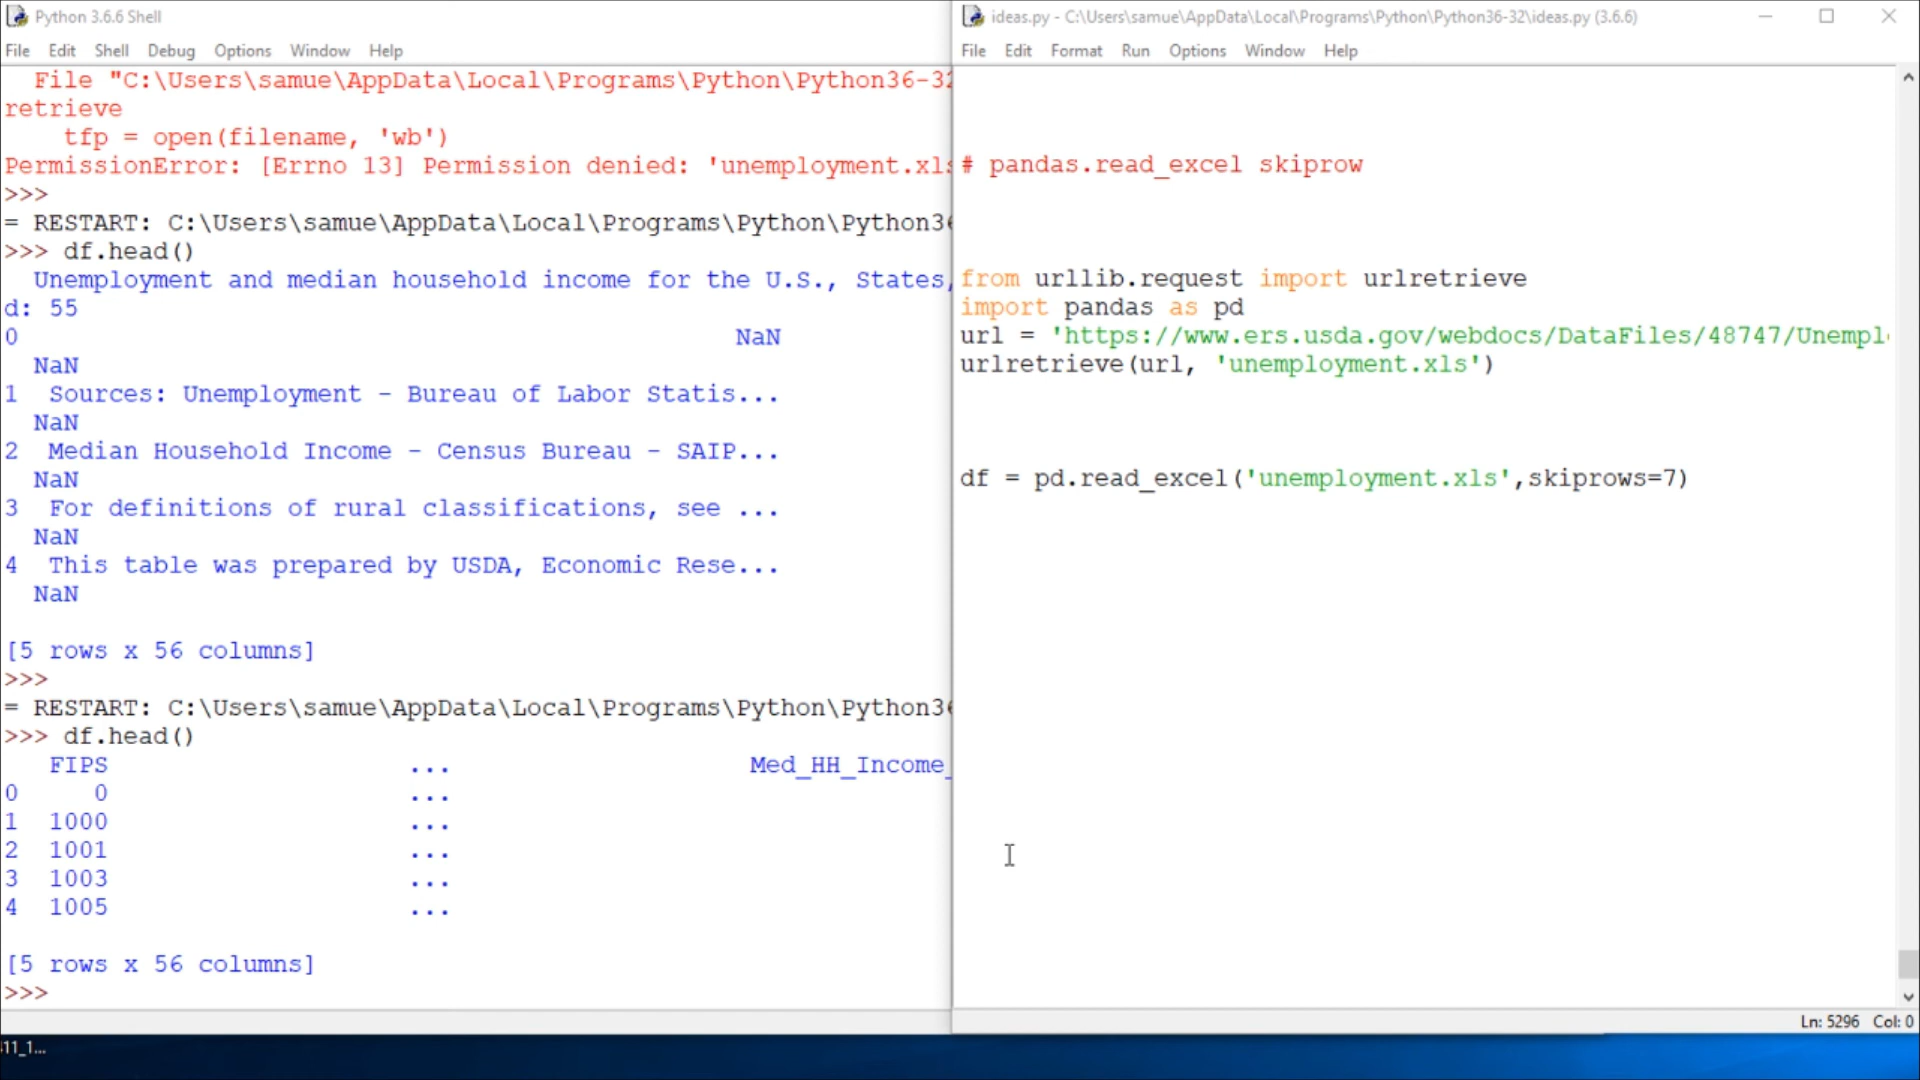 Python 3.6.6 Shell
File Edit Shell Debug Options Window Help
File "C:\Users\samue\AppData\Local\Programs\Python\Python36-32
retrieve
tfp = open(filename, 'wb')
PermissionError: [Errno 13] Permission denied: 'unemployment.xls
>>>
= RESTART: C:\Users\samue\AppData\Local\Programs\Python\Python36
>>> df.head()
Unemployment and median household income for the U.S., States,
d: 55
0 NaN
NaN
1 Sources: Unemployment - Bureau of Labor Statis...
NaN
2 Median Household Income - Census Bureau - SAIP...
NaN
3 For definitions of rural classifications, see ...
NaN
4 This table was prepared by USDA, Economic Rese...
NaN
[5 rows x 56 columns]
>>>
= RESTART: C:\Users\samue\AppData\Local\Programs\Python\Python36
>>> df.head()
FIPS ... Med_HH_Income_
0 0 ...
1 1000 ...
2 1001 ...
3 1003 ...
4 1005 ...
[5 rows x 56 columns]
>>>
ideas.py - C:\Users\samue\AppData\Local\Programs\Python\Python36-32\ideas.py (3.6.6)
File Edit Format Run Options Window Help
# pandas.read_excel skiprow
from urllib.request import urlretrieve
import pandas as pd
url = 'https://www.ers.usda.gov/webdocs/DataFiles/48747/Unempl
urlretrieve(url, 'unemployment.xls')
df = pd.read_excel('unemployment.xls',skiprows=7)
Ln: 5296 Col: 0
11_1...